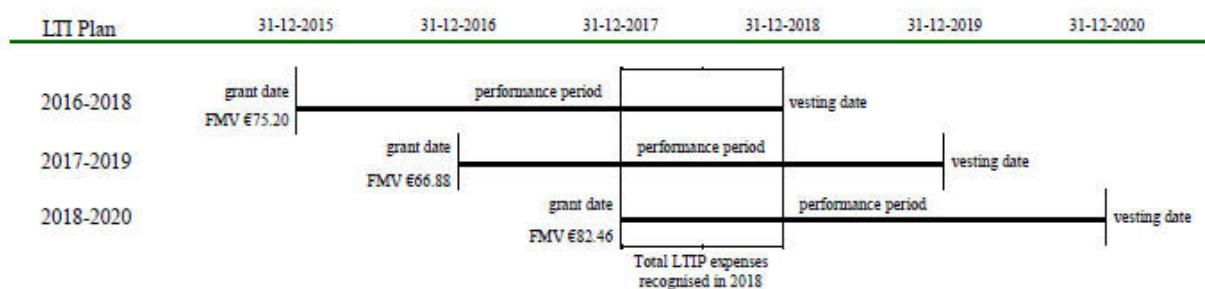 LTI Plan 31-12-2015 31-12-2016 31-12-2017 31-12-2018 31-12-2019 31-12-2020
2016-2018 grant date performance period vesting date
FMV €75.20
2017-2019 grant date performance period vesting date
FMV €66.88
2018-2020 grant date performance period vesting date
FMV €82.46
Total LTIP expenses
recognised in 2018